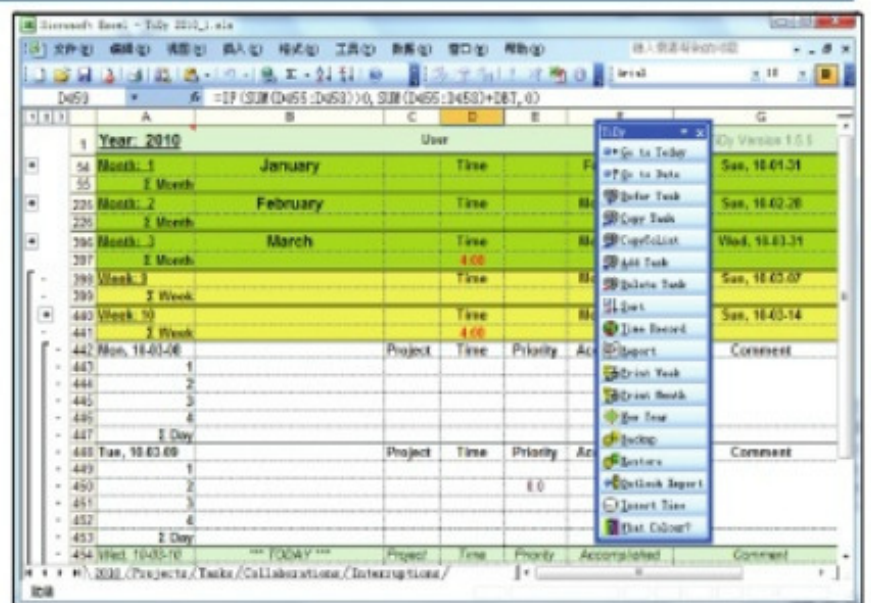 Microsoft Excel - TiDy 2010_1.xls
文件(F) 编辑(E) 视图(V) 插入(I) 格式(O) 工具(T) 数据(D) 窗口(W) 帮助(H)
Arial 10
D453 fx =IF(SUM(D455:D458)>0,SUM(D455:D458)+DBT,0)
1 2 3 A B C D E F G
1 Year: 2010 User TiDy Version 1.5.5
54 Month: 1 January Time Sun, 10-01-31
55 Σ Month
225 Month: 2 February Time Sun, 10-02-28
226 Σ Month
396 Month: 3 March Time Wed, 10-03-31
397 Σ Month 4:00
398 Week: 9 Time Sun, 10-03-07
399 Σ Week
440 Week: 10 Time Sun, 10-03-14
441 Σ Week 4:00
442 Mon, 10-03-08 Project Time Priority Comment
443 1
444 2
445 3
446 4
447 Σ Day
448 Tue, 10-03-09 Project Time Priority Comment
449 1
450 2
451 3
452 4
453 Σ Day
454 Wed, 10-03-10 *** TODAY *** Project Time Priority Accomplished Comment
TiDy
Go to Today
Go to Date
Defer Task
Copy Task
CopyToList
Add Task
Delete Task
Sort
Time Record
Report
Print Week
Print Month
New Year
Backup
Restore
Outlook Import
Insert Time
What Colour?
2010 / Projects / Tasks / Collaborations / Interruptions /
就绪